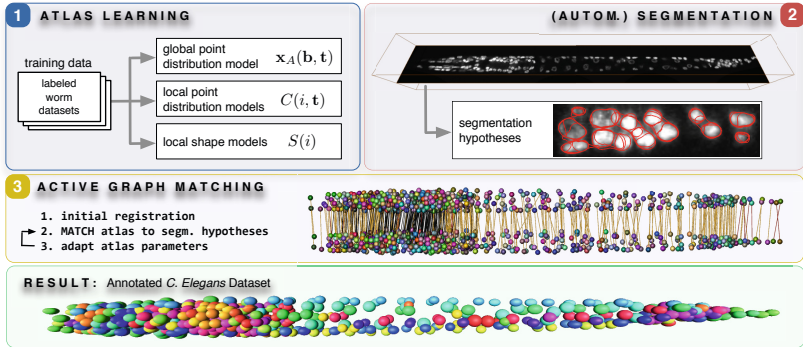 1 ATLAS LEARNING
training data
labeled
worm
datasets
global point
distribution model x_A(b, t)
local point
distribution models C(i, t)
local shape models S(i)
(AUTOM.) SEGMENTATION 2
segmentation
hypotheses
3 ACTIVE GRAPH MATCHING
1. initial registration
2. MATCH atlas to segm. hypotheses
3. adapt atlas parameters
RESULT: Annotated C. Elegans Dataset